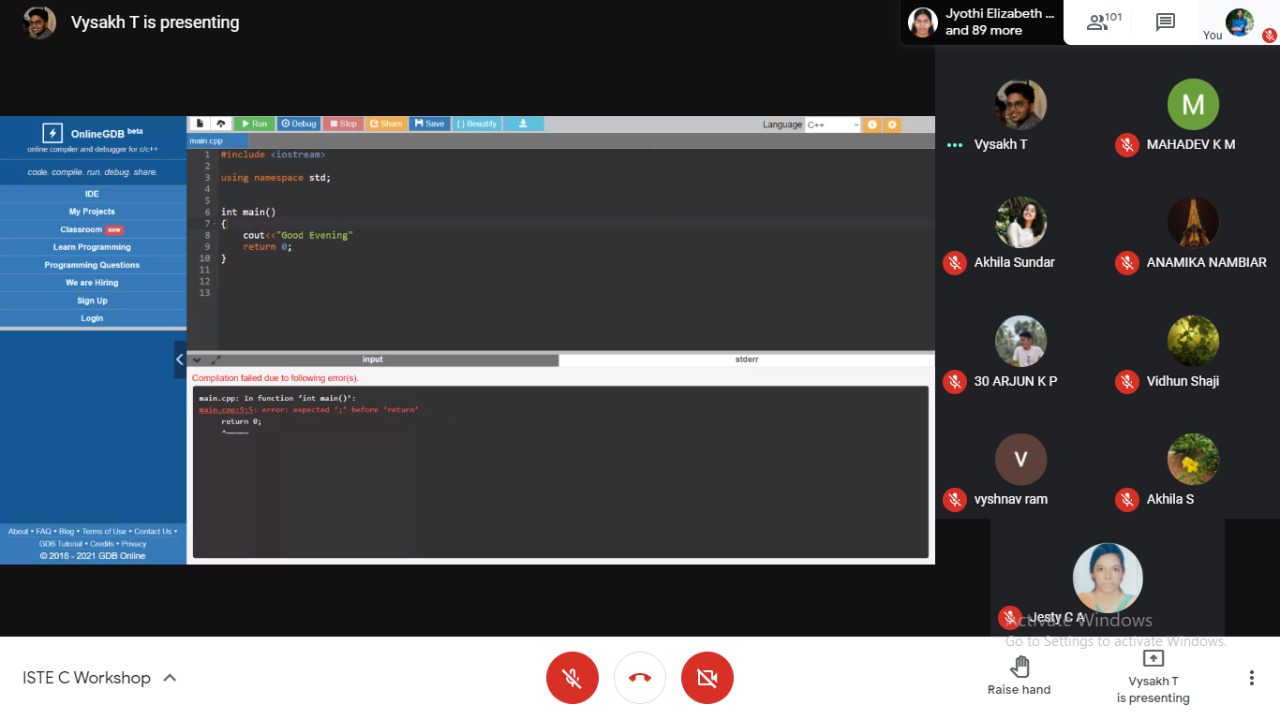 Vysakh T is presenting
Jyothi Elizabeth ...
and 89 more
101
You
OnlineGDB beta
online compiler and debugger for c/c++
code. compile. run. debug. share.
IDE
My Projects
Classroom new
Learn Programming
Programming Questions
We are Hiring
Sign Up
Login
About • FAQ • Blog • Terms of Use • Contact Us •
GDB Tutorial • Credits • Privacy
© 2016 - 2021 GDB Online
Run Debug Stop Share Save { } Beautify
Language C++
main.cpp
1 #include <iostream>
2
3 using namespace std;
4
5
6 int main()
7 {
8 cout<<"Good Evening"
9 return 0;
10 }
11
12
13
input stderr
Compilation failed due to following error(s).
main.cpp: In function ‘int main()’:
main.cpp:9:5: error: expected ‘;’ before ‘return’
return 0;
^~~~~~
Vysakh T
M
MAHADEV K M
Akhila Sundar
ANAMIKA NAMBIAR
30 ARJUN K P
Vidhun Shaji
V
vyshnav ram
Akhila S
Jesty C A
Activate Windows
Go to Settings to activate Windows.
ISTE C Workshop
Raise hand
Vysakh T
is presenting